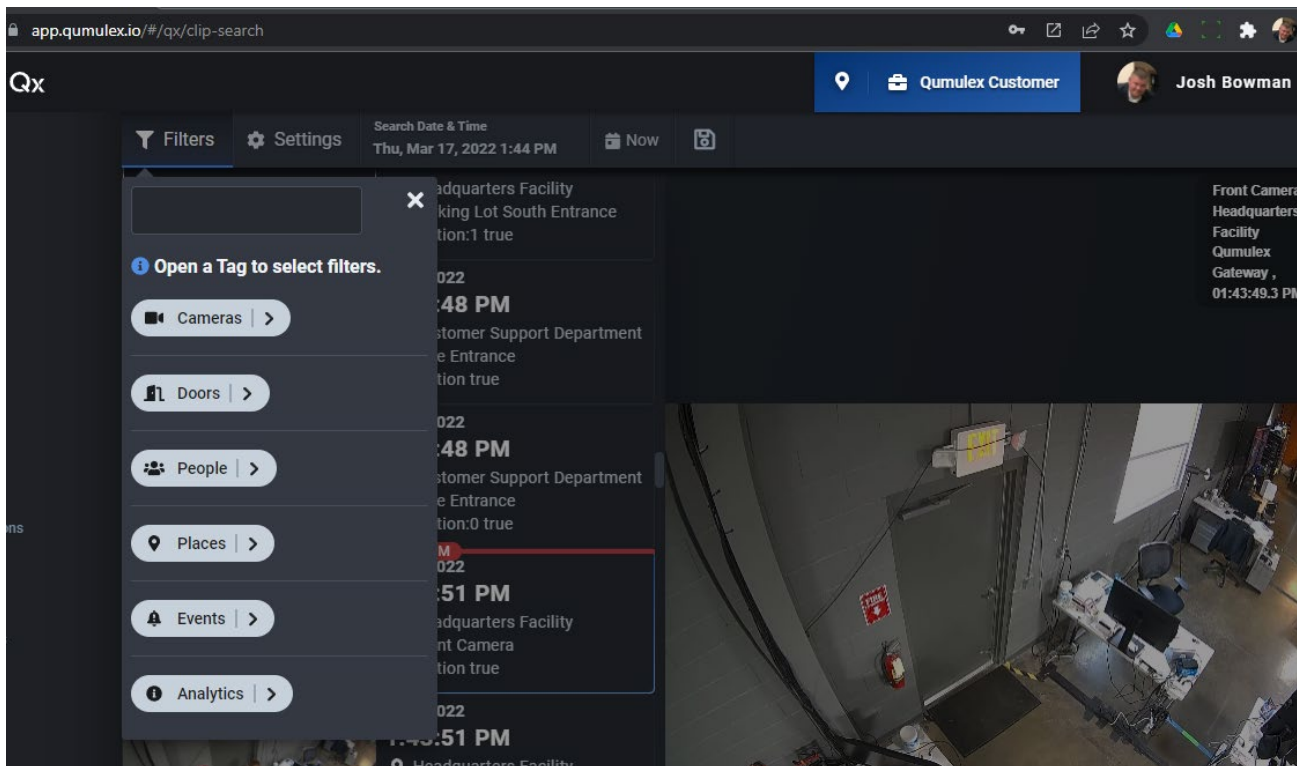 app.qumulex.io/#/qx/clip-search
Qx
Qumulex Customer
Josh Bowman
Filters
Settings
Search Date & Time
Thu, Mar 17, 2022 1:44 PM
Now
Open a Tag to select filters.
Cameras
Doors
People
Places
Events
Analytics
adquarters Facility
king Lot South Entrance
tion:1 true
022
:48 PM
stomer Support Department
e Entrance
tion true
022
:48 PM
stomer Support Department
e Entrance
tion:0 true
M
022
:51 PM
adquarters Facility
nt Camera
tion true
022
:51 PM
Headquarters Facility
Front Camera
Headquarters
Facility
Qumulex
Gateway ,
01:43:49.3 PM
EXIT
FIRE
ons